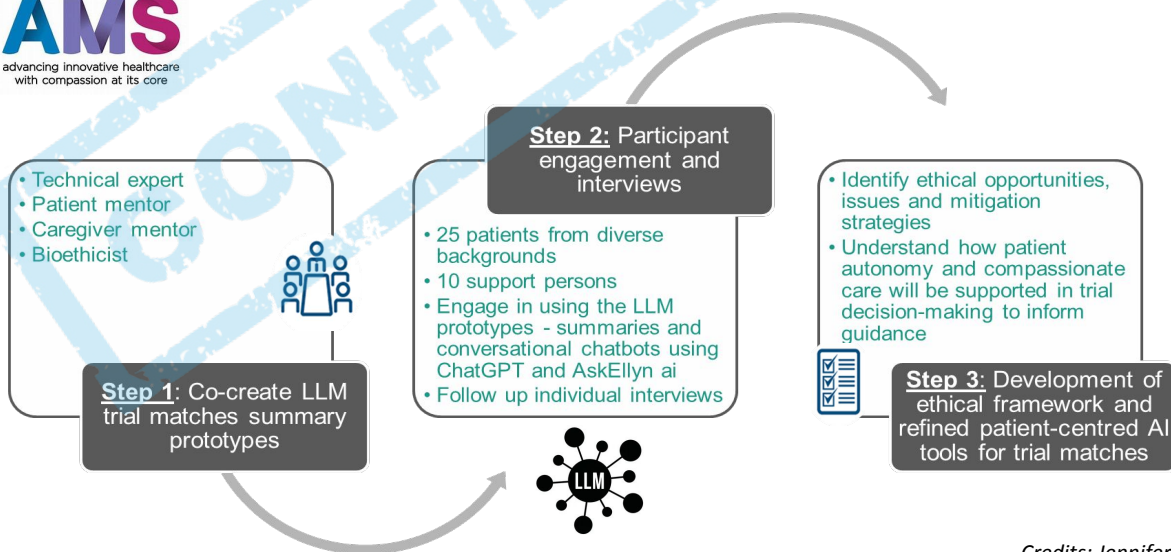 AMS
advancing innovative healthcare
with compassion at its core
• Technical expert
• Patient mentor
• Caregiver mentor
• Bioethicist
Step 1: Co-create LLM
trial matches summary
prototypes
Step 2: Participant
engagement and
interviews
• 25 patients from diverse
backgrounds
• 10 support persons
• Engage in using the LLM
prototypes - summaries and
conversational chatbots using
ChatGPT and AskEllyn ai
• Follow up individual interviews
LLM
• Identify ethical opportunities,
issues and mitigation
strategies
• Understand how patient
autonomy and compassionate
care will be supported in trial
decision-making to inform
guidance
Step 3: Development of
ethical framework and
refined patient-centred AI
tools for trial matches
Credits: Jennifer
CONFI